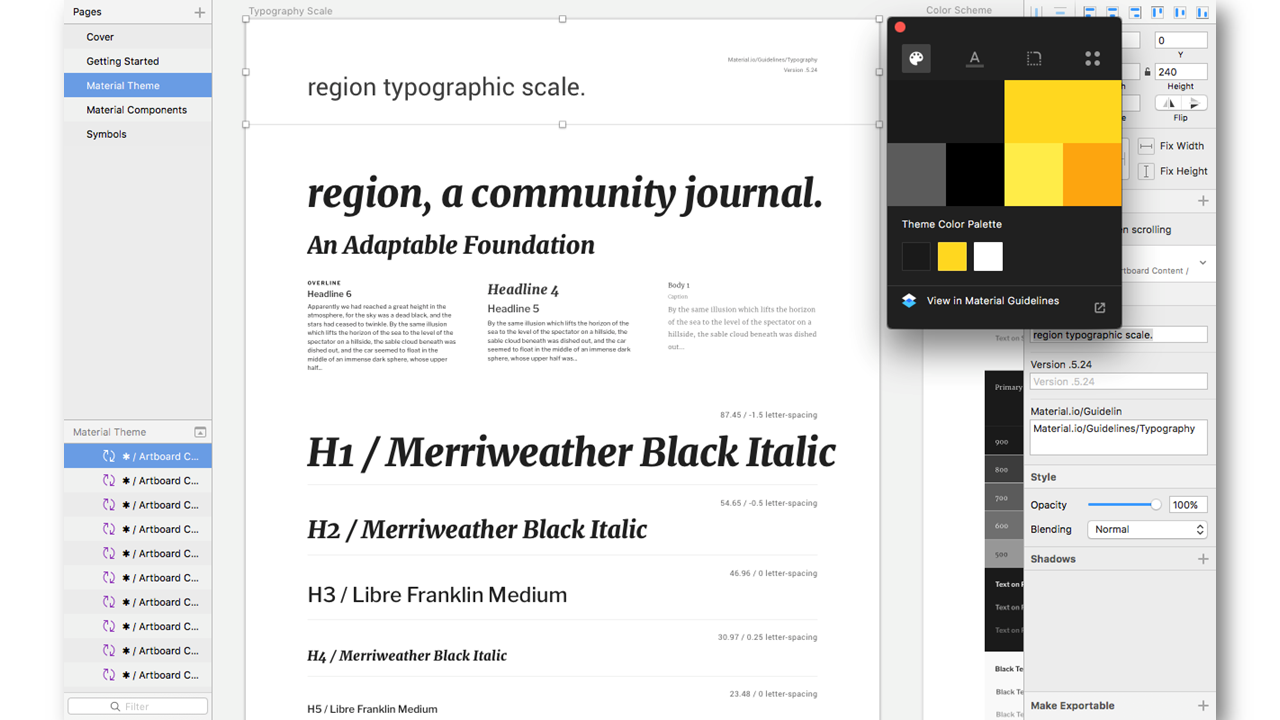 Pages
Cover
Getting Started
Material Theme
Material Components
Symbols
Material Theme
✱ / Artboard C...
✱ / Artboard C...
✱ / Artboard C...
✱ / Artboard C...
✱ / Artboard C...
✱ / Artboard C...
✱ / Artboard C...
✱ / Artboard C...
✱ / Artboard C...
✱ / Artboard C...
Filter
Typography Scale
Material.io/Guidelines/Typography
Version .5.24
region typographic scale.
region, a community journal.
An Adaptable Foundation
OVERLINE
Headline 6
Apparently we had reached a great height in the
atmosphere, for the sky was a dead black, and the
stars had ceased to twinkle. By the same illusion
which lifts the horizon of the sea to the level of the
spectator on a hillside, the sable cloud beneath was
dished out, and the car seemed to float in the
middle of an immense dark sphere, whose upper
half...
Headline 4
Headline 5
By the same illusion which lifts the horizon of the
sea to the level of the spectator on a hillside, the
sable cloud beneath was dished out, and the car
seemed to float in the middle of an immense dark
sphere, whose upper half was...
Body 1
Caption
By the same illusion which lifts the horizon
of the sea to the level of the spectator on a
hillside, the sable cloud beneath was dished
out...
87.45 / -1.5 letter-spacing
H1 / Merriweather Black Italic
54.65 / -0.5 letter-spacing
H2 / Merriweather Black Italic
46.96 / 0 letter-spacing
H3 / Libre Franklin Medium
30.97 / 0.25 letter-spacing
H4 / Merriweather Black Italic
23.48 / 0 letter-spacing
H5 / Libre Franklin Medium
Color Scheme
A
Theme Color Palette
View in Material Guidelines
Text on
Primary
900
800
700
600
500
Text on P
Text on
Text on
Black Te
Black Te
Black Te
0
Y
240
Height
Flip
Fix Width
Fix Height
n scrolling
tboard Content /
region typographic scale.
Version .5.24
Version .5.24
Material.io/Guidelin
Material.io/Guidelines/Typography
Style
Opacity
100%
Blending
Normal
Shadows
Make Exportable